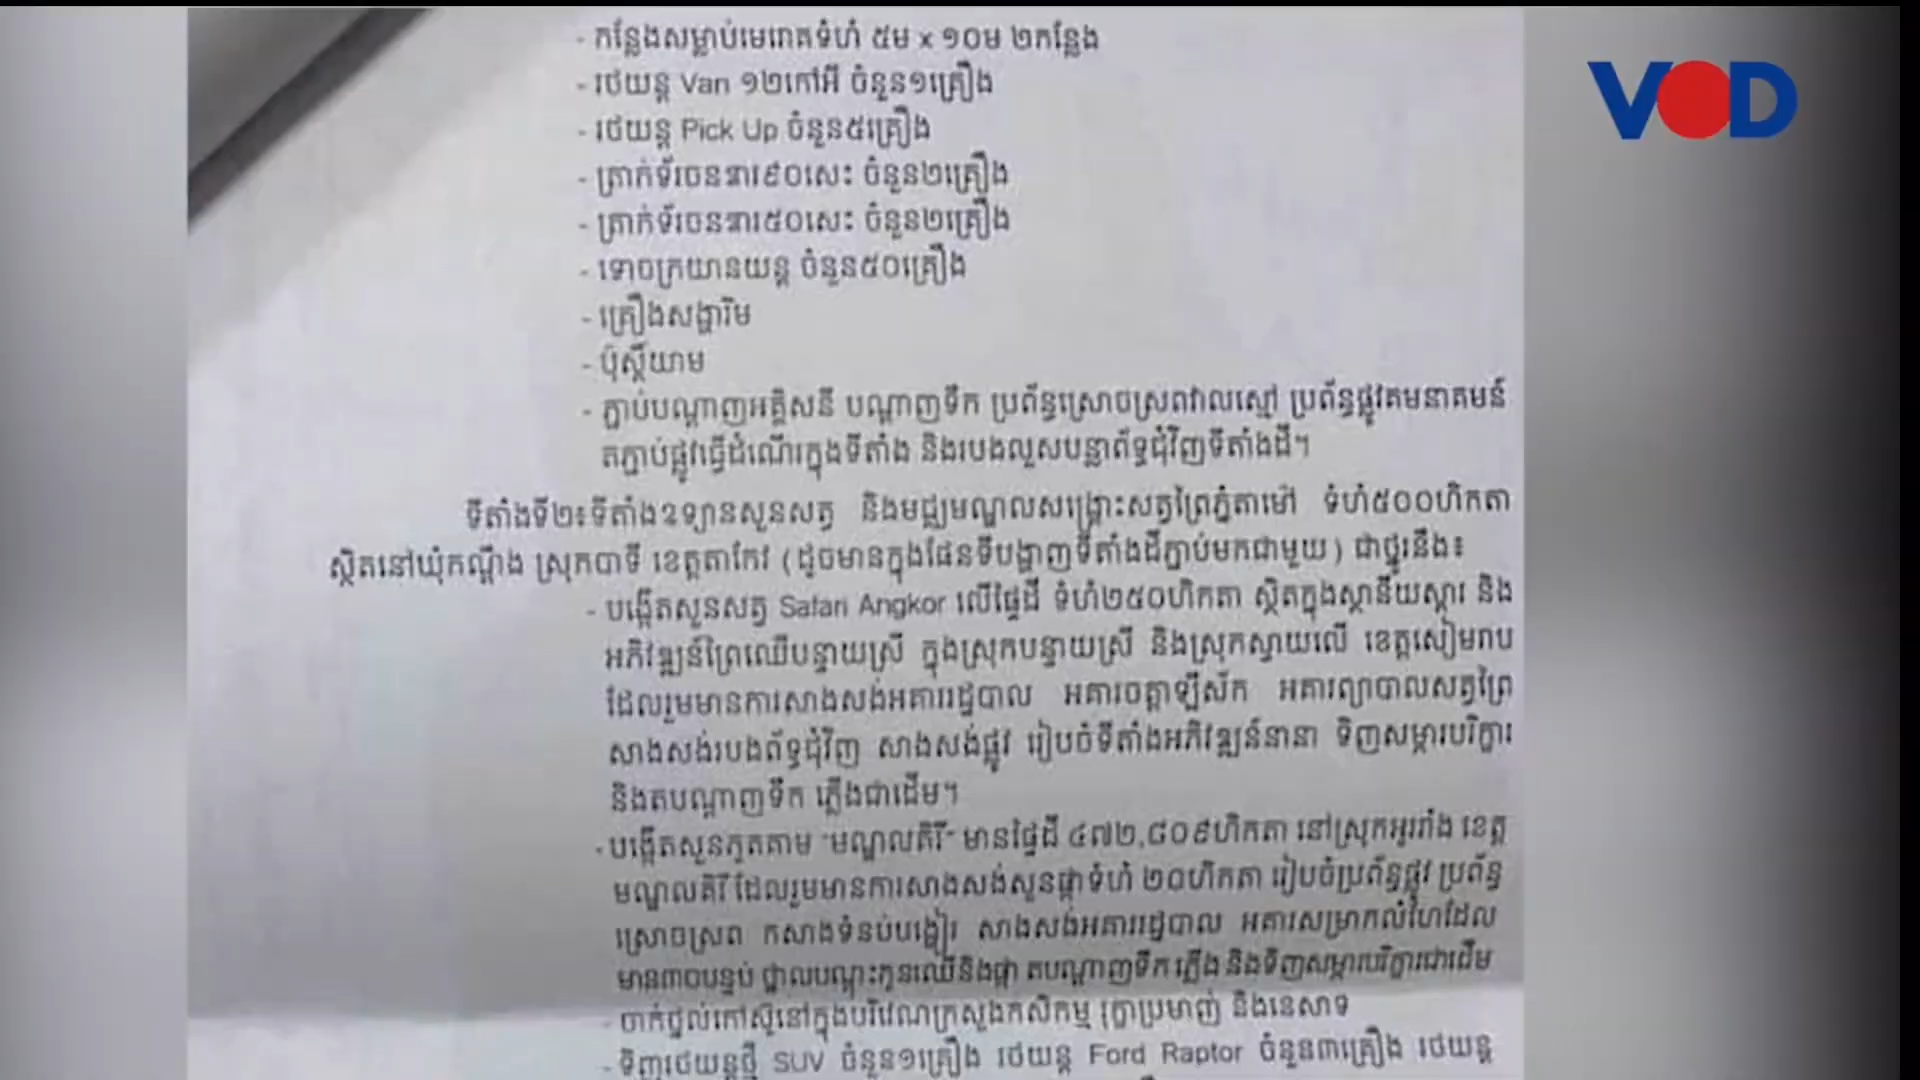 VOD
- កន្លែងសម្លាប់មេរោគទំហំ ៥ម x ១០ម ២កន្លែង
- រថយន្ត Van ១២កៅអី ចំនួន១គ្រឿង
- រថយន្ត Pick Up ចំនួន៥គ្រឿង
- ត្រាក់ទ័រចនឌារ៩០សេះ ចំនួន២គ្រឿង
- ត្រាក់ទ័រចនឌារ៥០សេះ ចំនួន២គ្រឿង
- ទោចក្រយានយន្ត ចំនួន៥០គ្រឿង
- គ្រឿងសង្ហារិម
- ប៉ុស្តិ៍យាម
- ភ្ជាប់បណ្តាញអគ្គិសនី បណ្តាញទឹក ប្រព័ន្ធស្រោចស្រពវាលស្មៅ ប្រព័ន្ធផ្លូវគមនាគមន៍
តភ្ជាប់ផ្លូវធ្វើដំណើរក្នុងទីតាំង និងរបងលួសបន្លាព័ទ្ធជុំវិញទីតាំងដី។
ទីតាំងទី២៖ទីតាំងឧទ្យានសួនសត្វ និងមជ្ឈមណ្ឌលសង្គ្រោះសត្វព្រៃភ្នំតាម៉ៅ ទំហំ៥០០ហិកតា
ស្ថិតនៅឃុំកណ្តឹង ស្រុកបាទី ខេត្តតាកែវ (ដូចមានក្នុងផែនទីបង្ហាញទីតាំងដីភ្ជាប់មកជាមួយ) ជាថ្នូរនឹង៖
- បង្កើតសួនសត្វ Safari Angkor លើផ្ទៃដី ទំហំ២៥០ហិកតា ស្ថិតក្នុងស្ថានីយស្តារ និង
អភិវឌ្ឍន៍ព្រៃឈើបន្ទាយស្រី ក្នុងស្រុកបន្ទាយស្រី និងស្រុកស្វាយលើ ខេត្តសៀមរាប
ដែលរួមមានការសាងសង់អគាររដ្ឋបាល អគារចត្តាឡីស័ក អគារព្យាបាលសត្វព្រៃ
សាងសង់របងព័ទ្ធជុំវិញ សាងសង់ផ្លូវ រៀបចំទីតាំងអភិវឌ្ឍន៍នានា ទិញសម្ភារបរិក្ខារ
និងតបណ្តាញទឹក ភ្លើងជាដើម។
- បង្កើតសួនភូតគាម "មណ្ឌលគិរី" មានផ្ទៃដី ៤៧២,៨០៩ហិកតា នៅស្រុកអូររាំង ខេត្ត
មណ្ឌលគិរី ដែលរួមមានការសាងសង់សួនផ្កាទំហំ ២០ហិកតា រៀបចំប្រព័ន្ធផ្លូវ ប្រព័ន្ធ
ស្រោចស្រព កសាងទំនប់បង្ហៀរ សាងសង់អគាររដ្ឋបាល អគារសម្រាកលំហែដែល
មាន៣០បន្ទប់ ថ្នាលបណ្តុះកូនឈើនិងផ្កា តបណ្តាញទឹក ភ្លើង និងទិញសម្ភារបរិក្ខារជាដើម
- ចាក់ថ្នល់កៅស៊ូនៅក្នុងបរិវេណក្រសួងកសិកម្ម រុក្ខាប្រមាញ់ និងនេសាទ
- ទិញរថយន្តថ្មី SUV ចំនួន១គ្រឿង រថយន្ត Ford Raptor ចំនួន៣គ្រឿង រថយន្ត